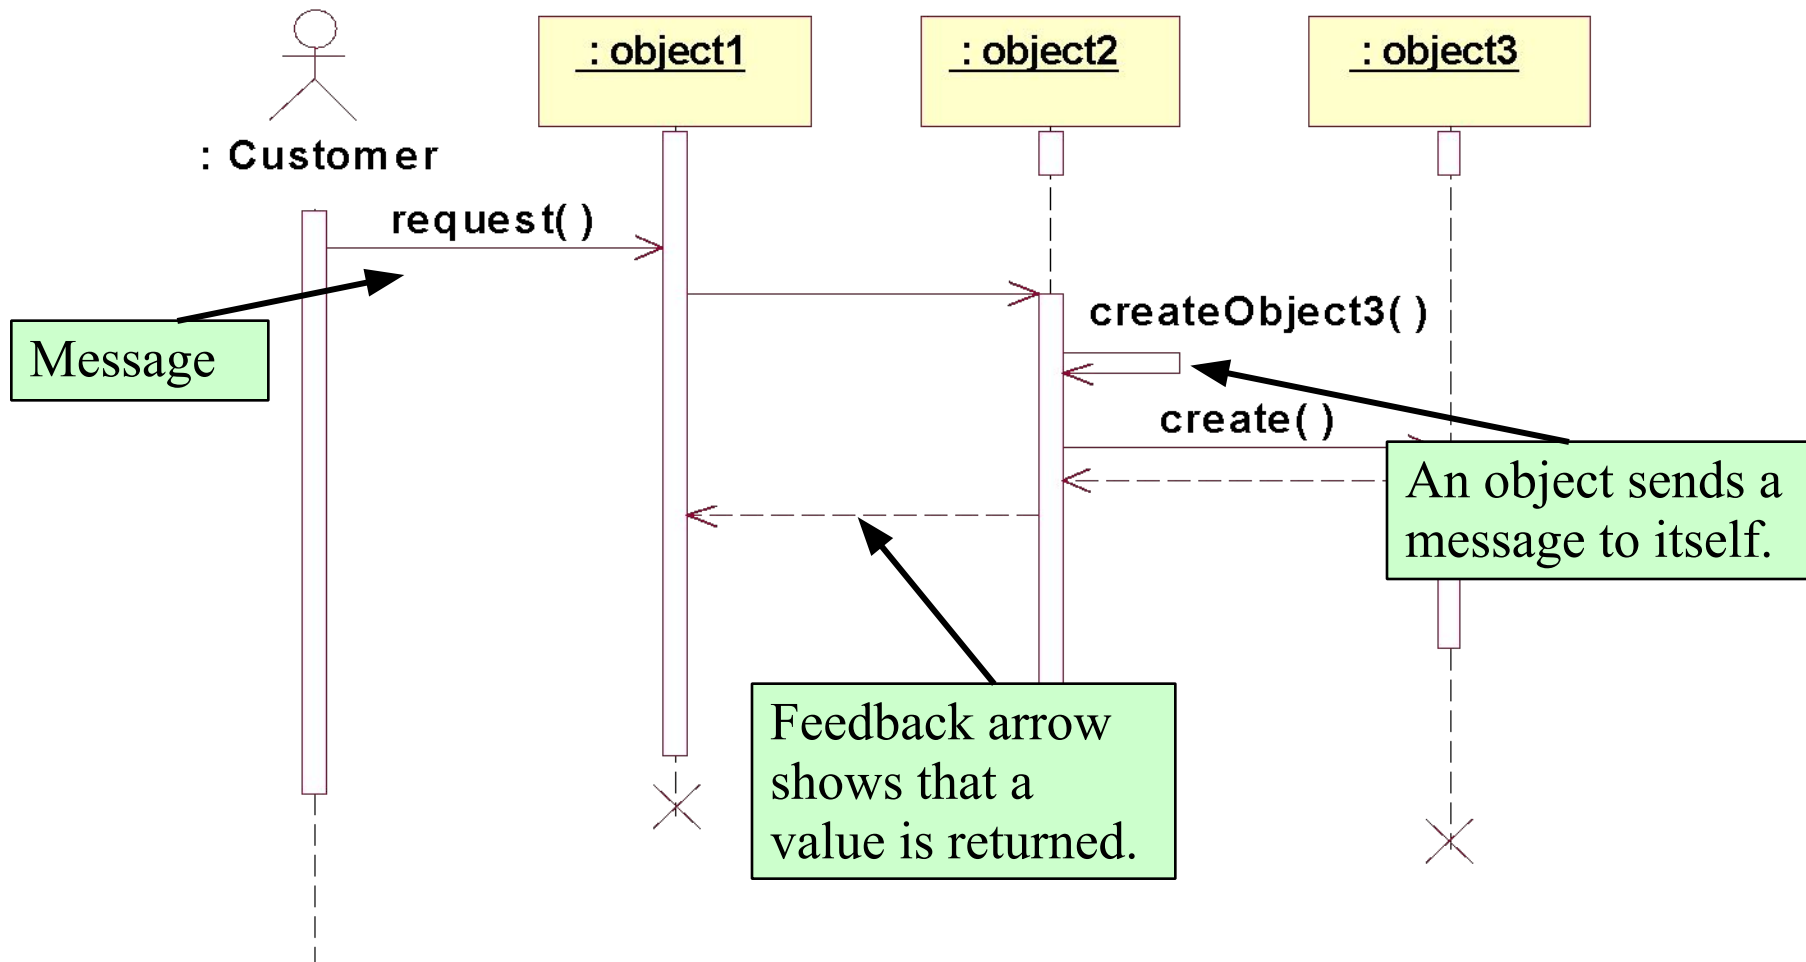 : object1
: object2
: object3
: Customer
request( )
createObject3( )
Message
create( )
An object sends a
message to itself.
Feedback arrow
shows that a
value is returned.